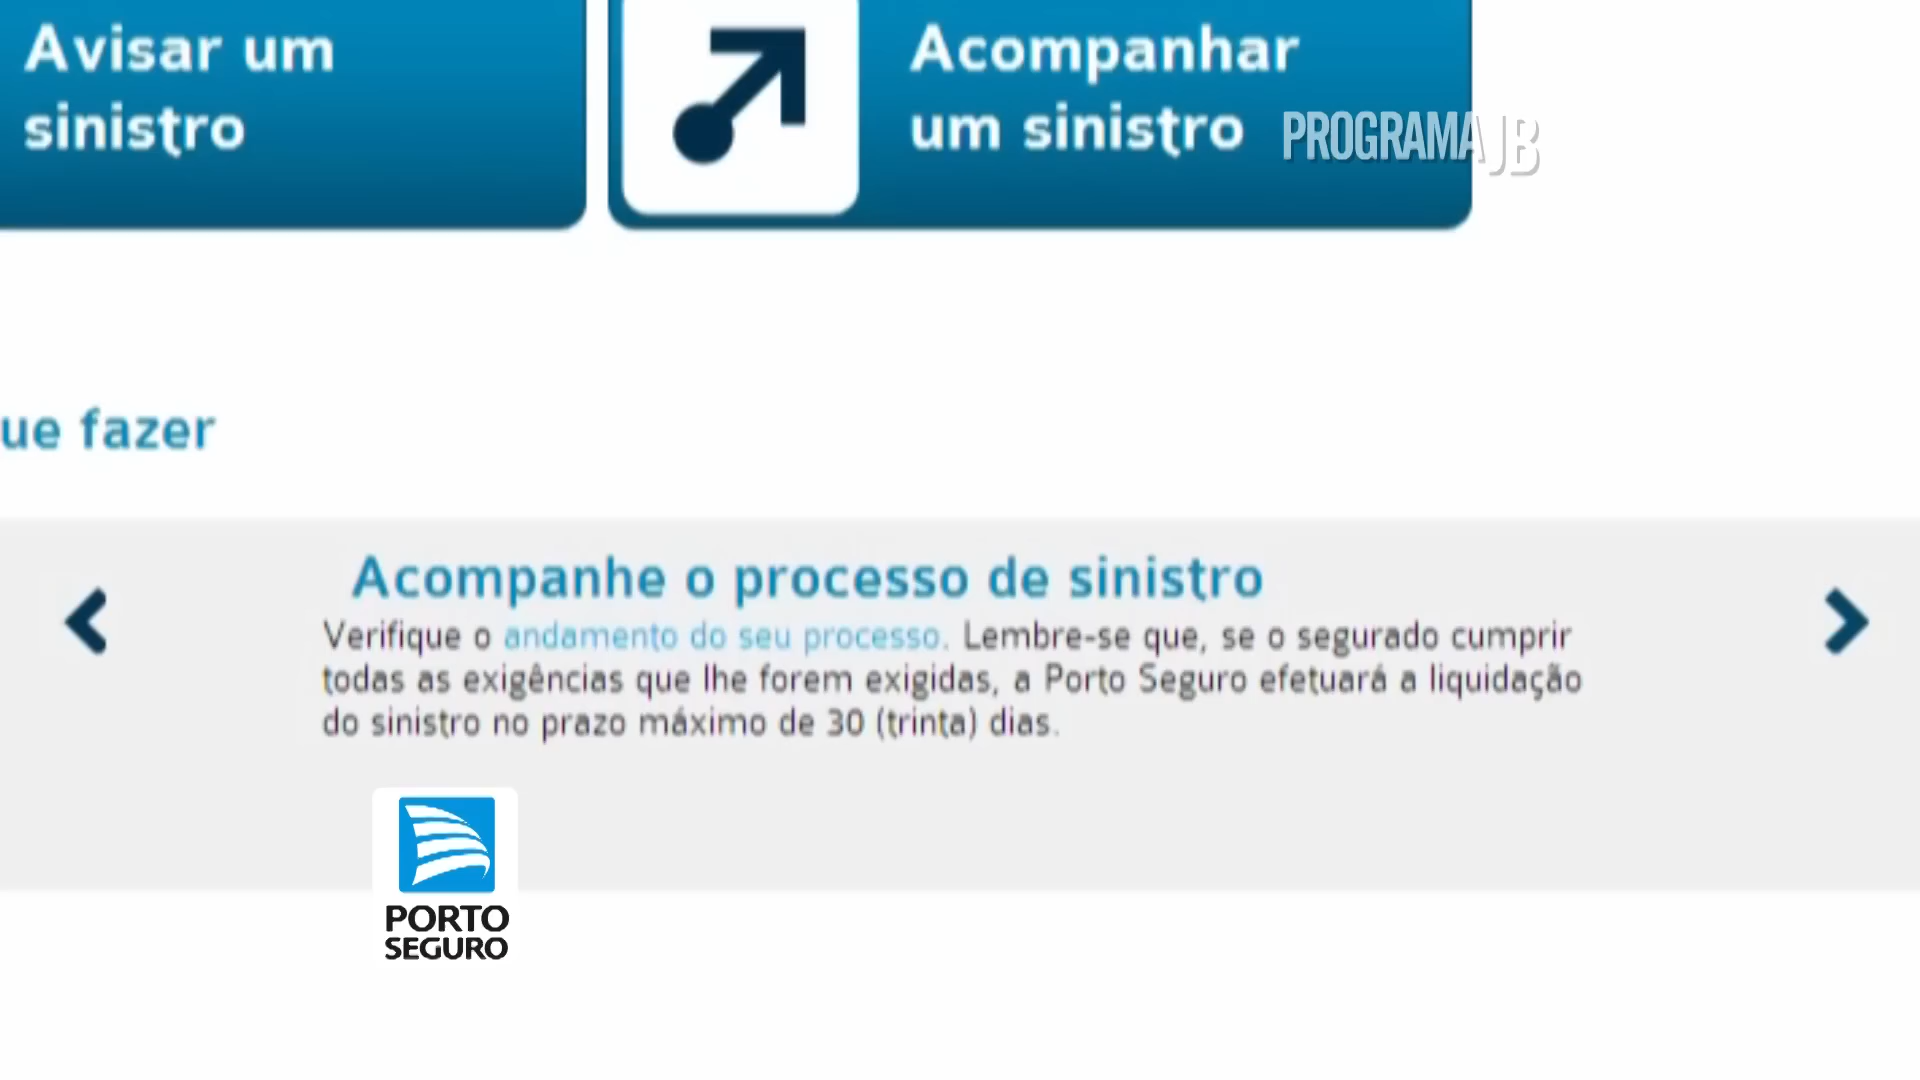 Avisar um
sinistro
Acompanhar
um sinistro
PROGRAMA JB
ue fazer
Acompanhe o processo de sinistro
Verifique o andamento do seu processo. Lembre-se que, se o segurado cumprir
todas as exigências que lhe forem exigidas, a Porto Seguro efetuará a liquidação
do sinistro no prazo máximo de 30 (trinta) dias.
PORTO
SEGURO